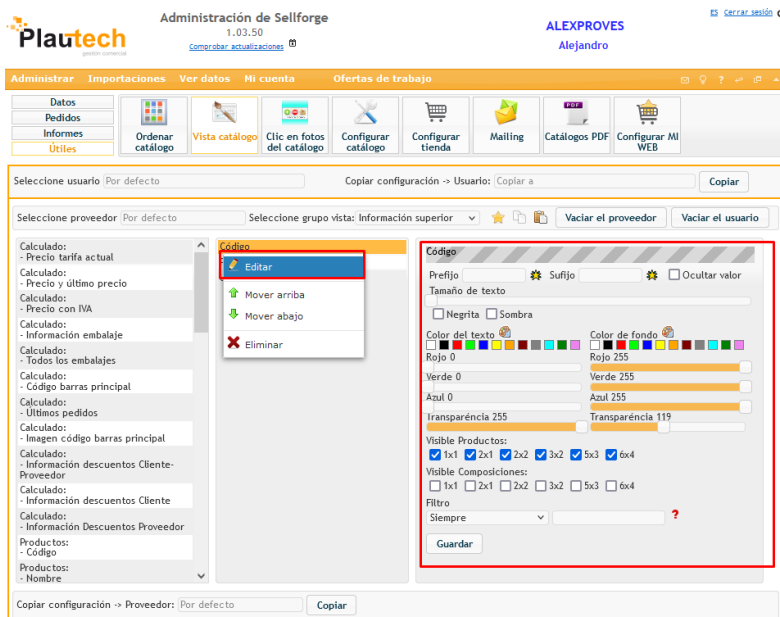 Plautech
gestión comercial
Administración de Sellforge
1.03.50
Comprobar actualizaciones
ALEXPROVES
Alejandro
ES Cerrar sesión
Administrar Importaciones Ver datos Mi cuenta Ofertas de trabajo
Datos
Pedidos
Informes
Útiles
Ordenar catálogo
Vista catálogo
Clic en fotos del catálogo
Configurar catálogo
Configurar tienda
Mailing
PDF
Catálogos PDF
Configurar MI WEB
Seleccione usuario Por defecto Copiar configuración -> Usuario: Copiar a Copiar
Seleccione proveedor Por defecto Seleccione grupo vista: Información superior Vaciar el proveedor Vaciar el usuario
Calculado:
- Precio tarifa actual
Calculado:
- Precio y último precio
Calculado:
- Precio con IVA
Calculado:
- Información embalaje
Calculado:
- Todos los embalajes
Calculado:
- Código barras principal
Calculado:
- Últimos pedidos
Calculado:
- Imagen código barras principal
Calculado:
- Información descuentos Cliente-
Proveedor
Calculado:
- Información descuentos Cliente
Calculado:
- Información Descuentos Proveedor
Productos:
- Código
Productos:
- Nombre
Código
Editar
Mover arriba
Mover abajo
Eliminar
Código
Prefijo Sufijo Ocultar valor
Tamaño de texto
Negrita Sombra
Color del texto Color de fondo
Rojo 0 Rojo 255
Verde 0 Verde 255
Azul 0 Azul 255
Transparéncia 255 Transparéncia 119
Visible Productos:
1x1 2x1 2x2 3x2 5x3 6x4
Visible Composiciones:
1x1 2x1 2x2 3x2 5x3 6x4
Filtro
Siempre ?
Guardar
Copiar configuración -> Proveedor: Por defecto Copiar